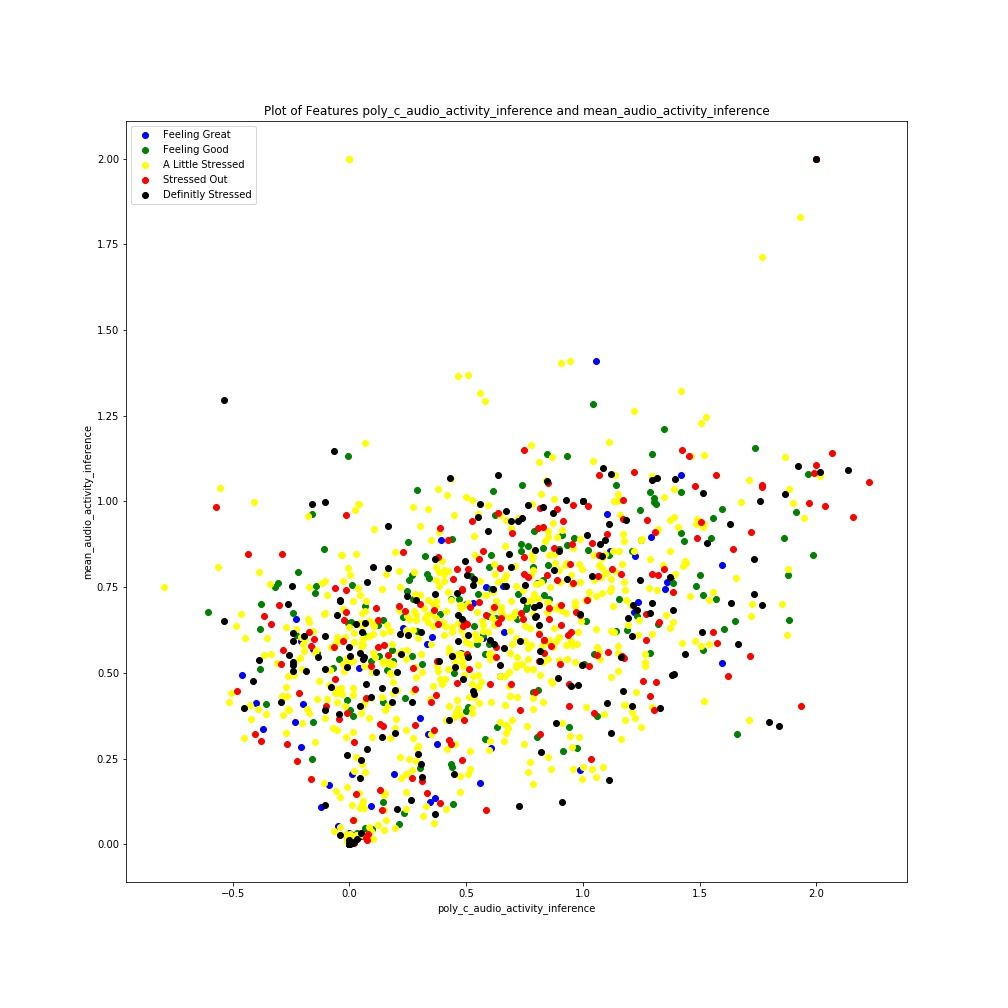 Plot of Features poly_c_audio_activity_inference and mean_audio_activity_inference
Feeling Great
Feeling Good
A Little Stressed
Stressed Out
Definitly Stressed
2.00
1.75
1.50
1.25
1.00
0.75
0.50
0.25
0.00
mean_audio_activity_inference
−0.5
0.0
0.5
1.0
1.5
2.0
poly_c_audio_activity_inference